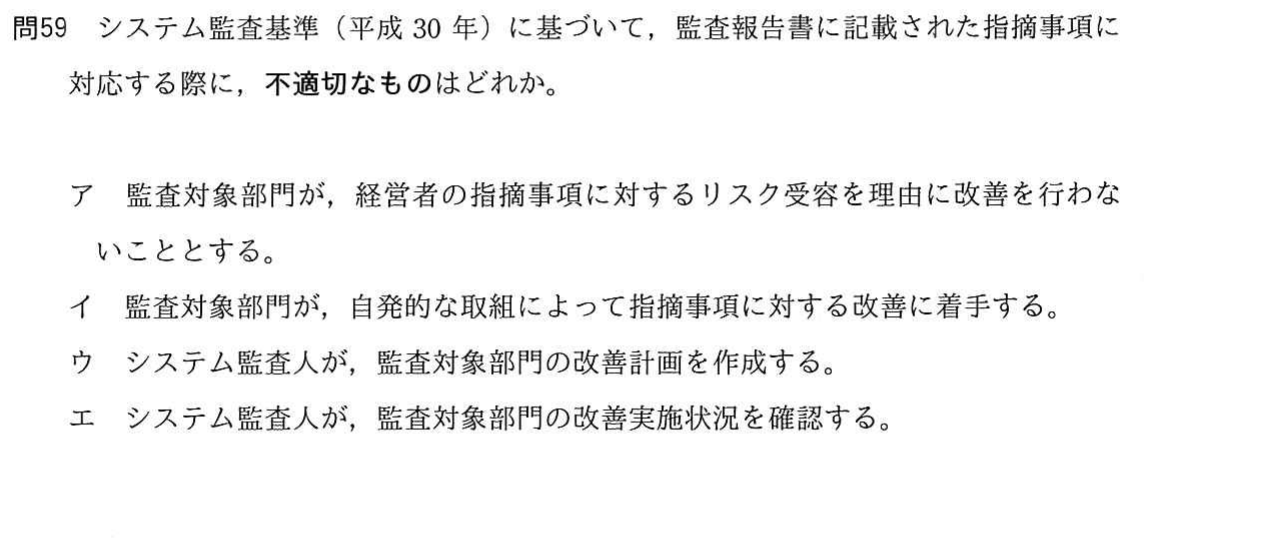 問59 システム監査基準（平成 30 年）に基づいて，監査報告書に記載された指摘事項に
対応する際に，不適切なものはどれか。
ア 監査対象部門が，経営者の指摘事項に対するリスク受容を理由に改善を行わな
いこととする。
イ 監査対象部門が，自発的な取組によって指摘事項に対する改善に着手する。
ウ システム監査人が，監査対象部門の改善計画を作成する。
エ システム監査人が，監査対象部門の改善実施状況を確認する。